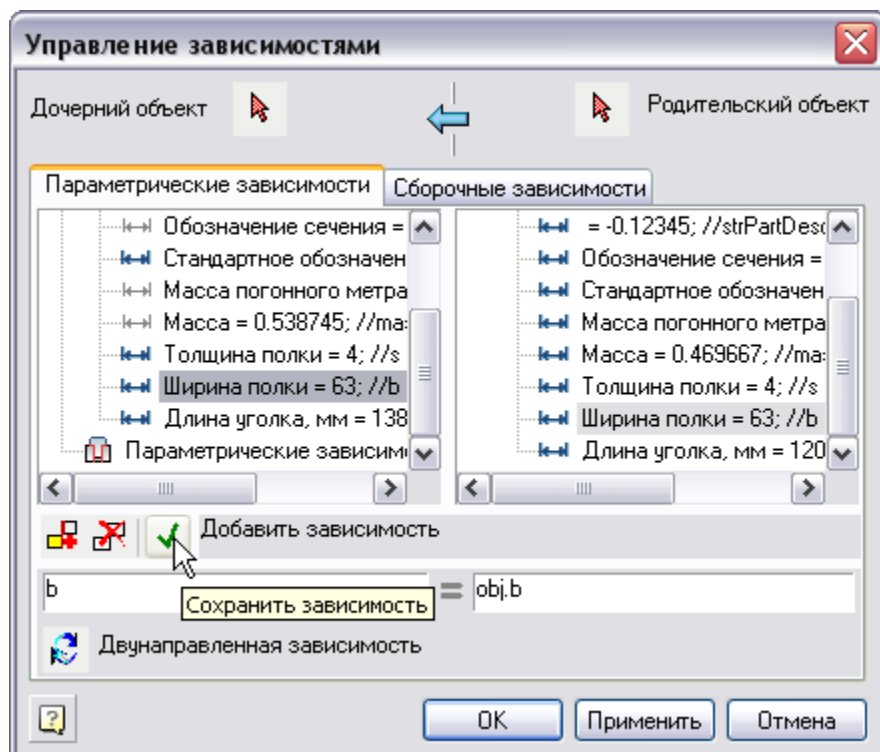 Управление зависимостями
Дочерний объект
Родительский объект
Параметрические зависимости
Сборочные зависимости
Обозначение сечения =
Стандартное обозначен
Масса погонного метра
Масса = 0.538745; //ma
Толщина полки = 4; //s
Ширина полки = 63; //b
Длина уголка, мм = 138
Параметрические зависим
= -0.12345; //strPartDesc
Обозначение сечения =
Стандартное обозначен
Масса погонного метра
Масса = 0.469667; //ma
Толщина полки = 4; //s
Ширина полки = 63; //b
Длина уголка, мм = 120
Добавить зависимость
b
=
obj.b
Сохранить зависимость
Двунаправленная зависимость
?
OK
Применить
Отмена